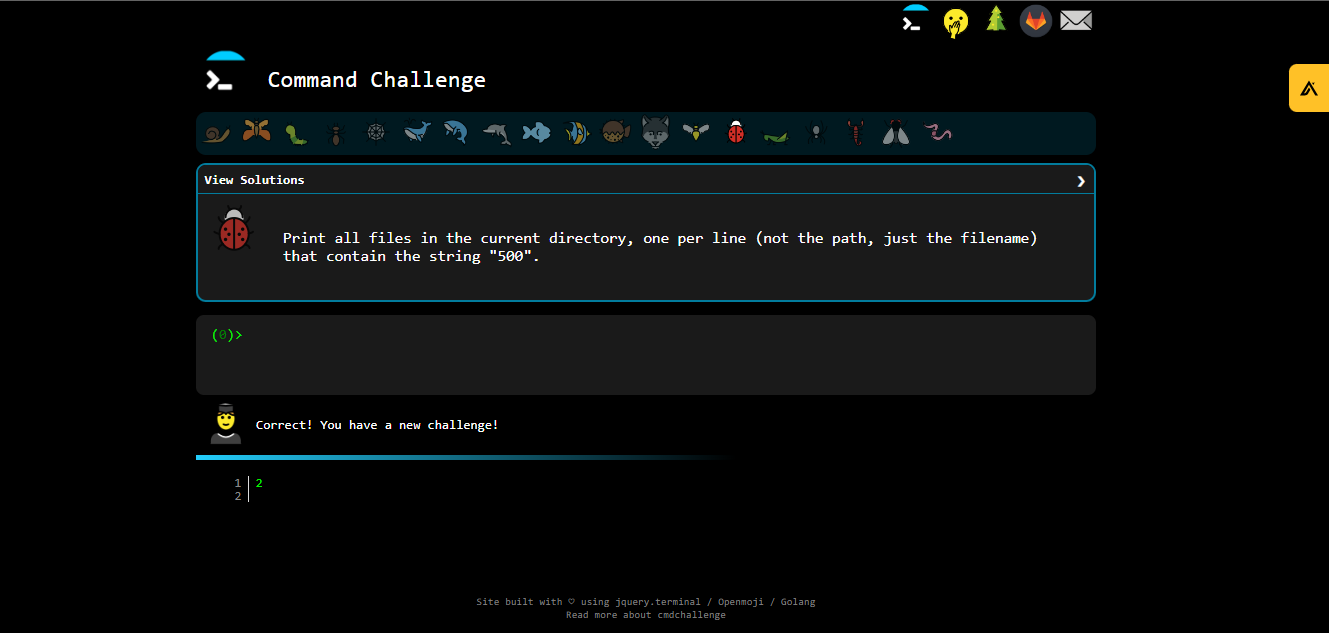 Command Challenge
View Solutions
Print all files in the current directory, one per line (not the path, just the filename)
that contain the string "500".
(0)>
Correct! You have a new challenge!
1 2
2
Site built with ♡ using jquery.terminal / Openmoji / Golang
Read more about cmdchallenge